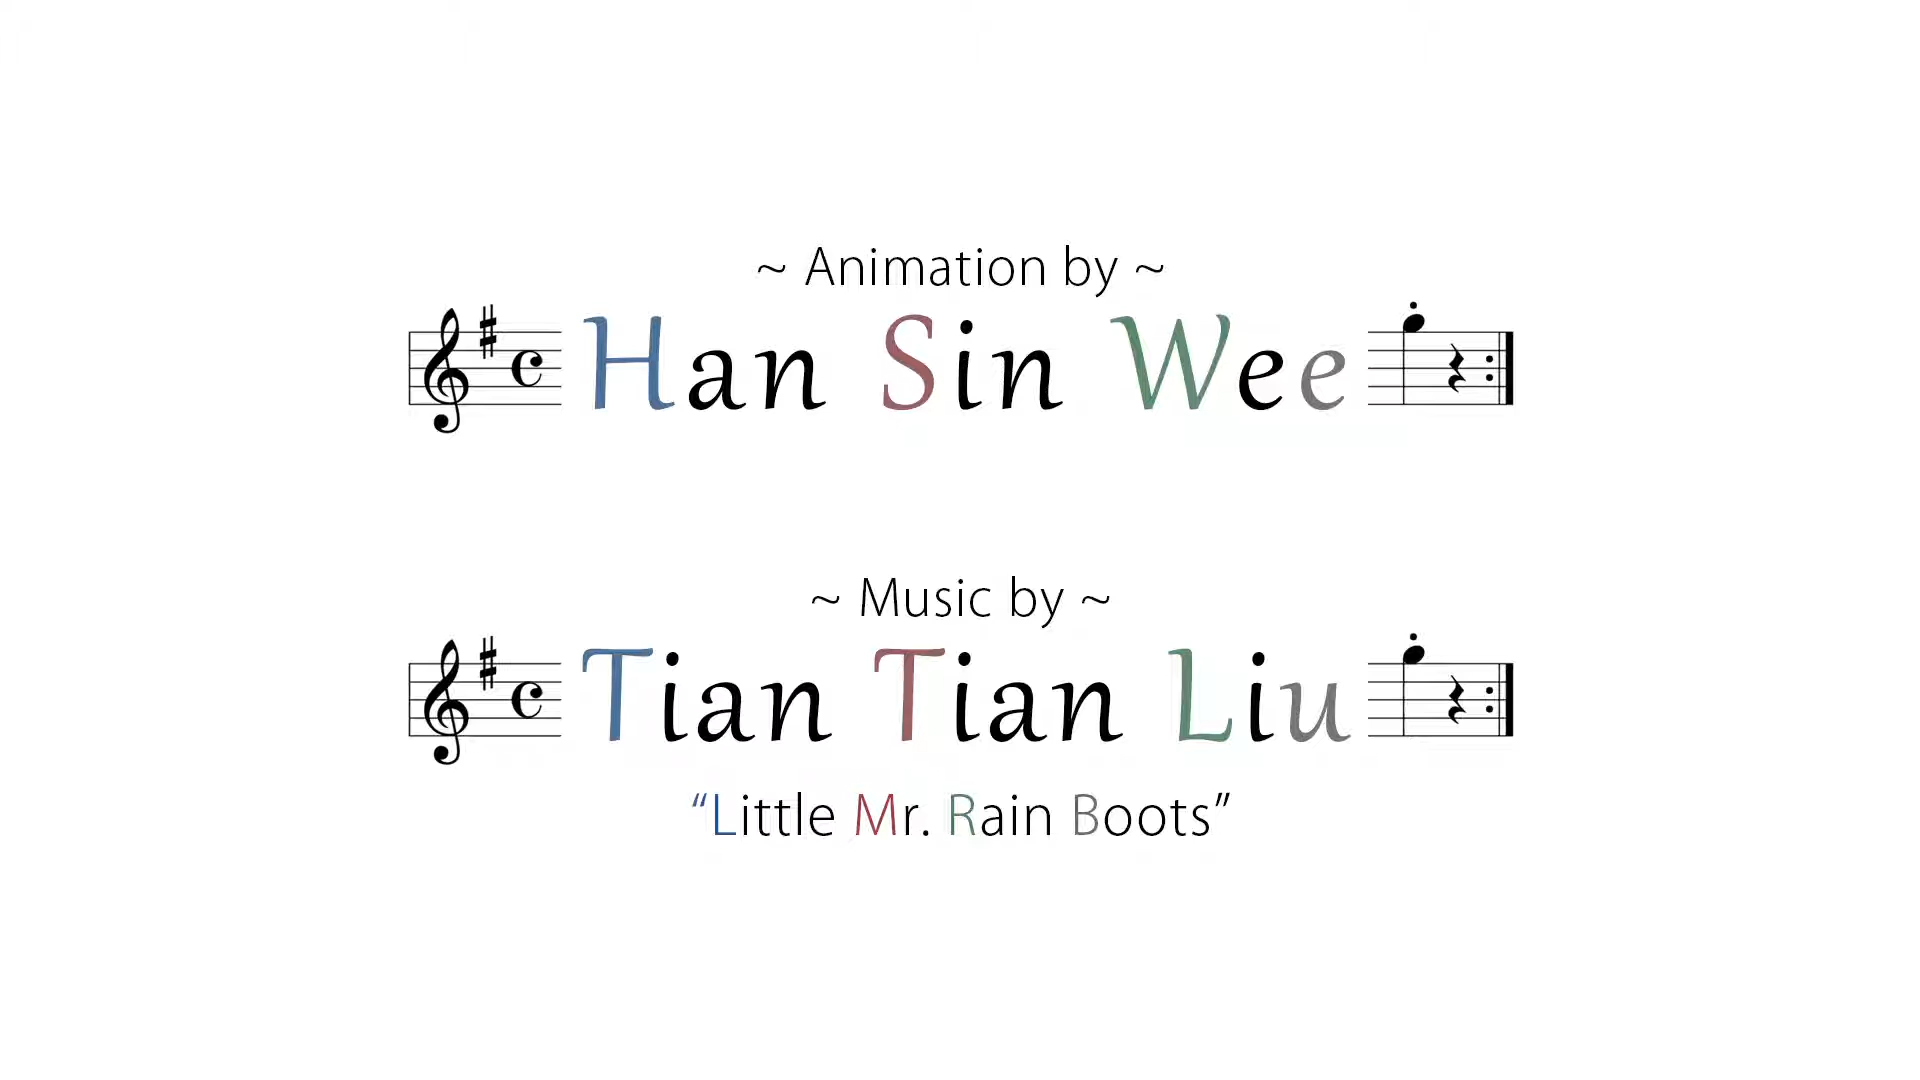 ~ Animation by ~
Han Sin Wee
~ Music by ~
Tian Tian Liu
“Little Mr. Rain Boots”